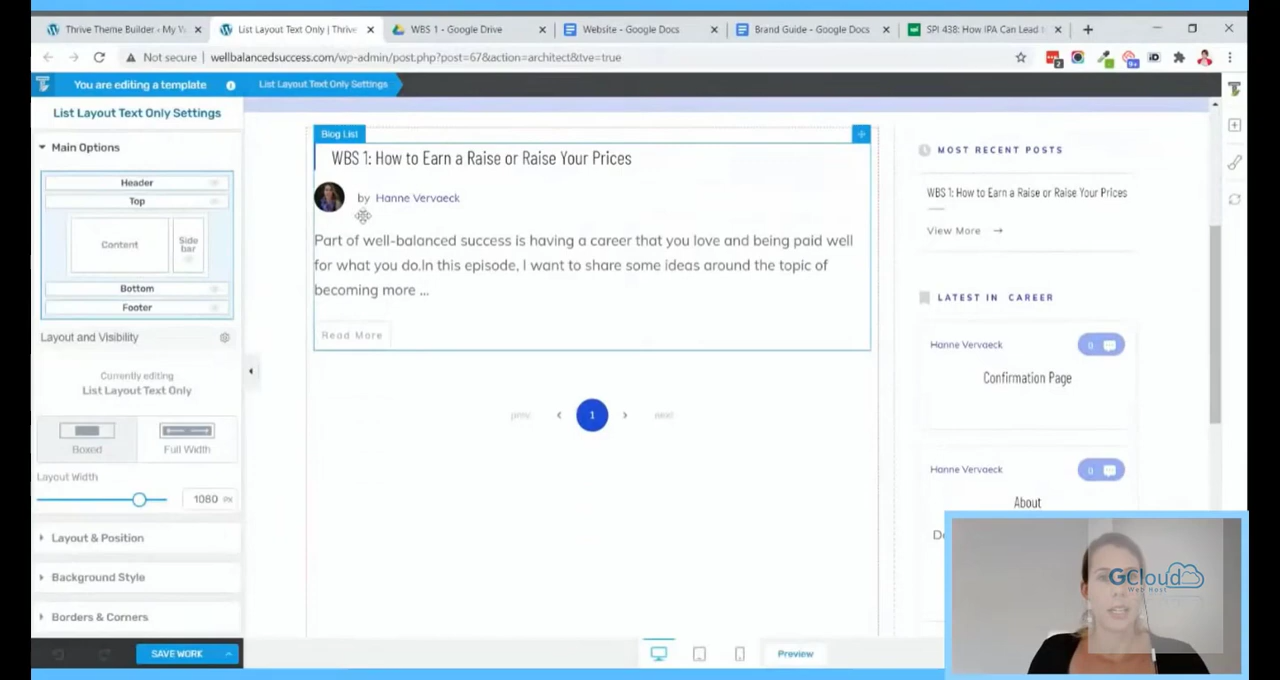 Thrive Theme Builder - My W
List Layout Text Only | Thrive
WBS 1 - Google Drive
Website - Google Docs
Brand Guide - Google Docs
SPI 438: How IPA Can Lead t
Not secure | wellbalancedsuccess.com/wp-admin/post.php?post=67&action=architect&tve=true
You are editing a template
List Layout Text Only Settings
List Layout Text Only Settings
Main Options
Header
Top
Content
Side
bar
Bottom
Footer
Layout and Visibility
Currently editing
List Layout Text Only
Boxed
Full Width
Layout Width
1080 PX
Layout & Position
Background Style
Borders & Corners
SAVE WORK
Blog List
WBS 1: How to Earn a Raise or Raise Your Prices
by Hanne Vervaeck
Part of well-balanced success is having a career that you love and being paid well
for what you do.In this episode, I want to share some ideas around the topic of
becoming more ...
Read More
prev
1
next
MOST RECENT POSTS
WBS 1: How to Earn a Raise or Raise Your Prices
View More
LATEST IN CAREER
Hanne Vervaeck
0
Confirmation Page
Hanne Vervaeck
0
About
Preview
GCloud
Web Host